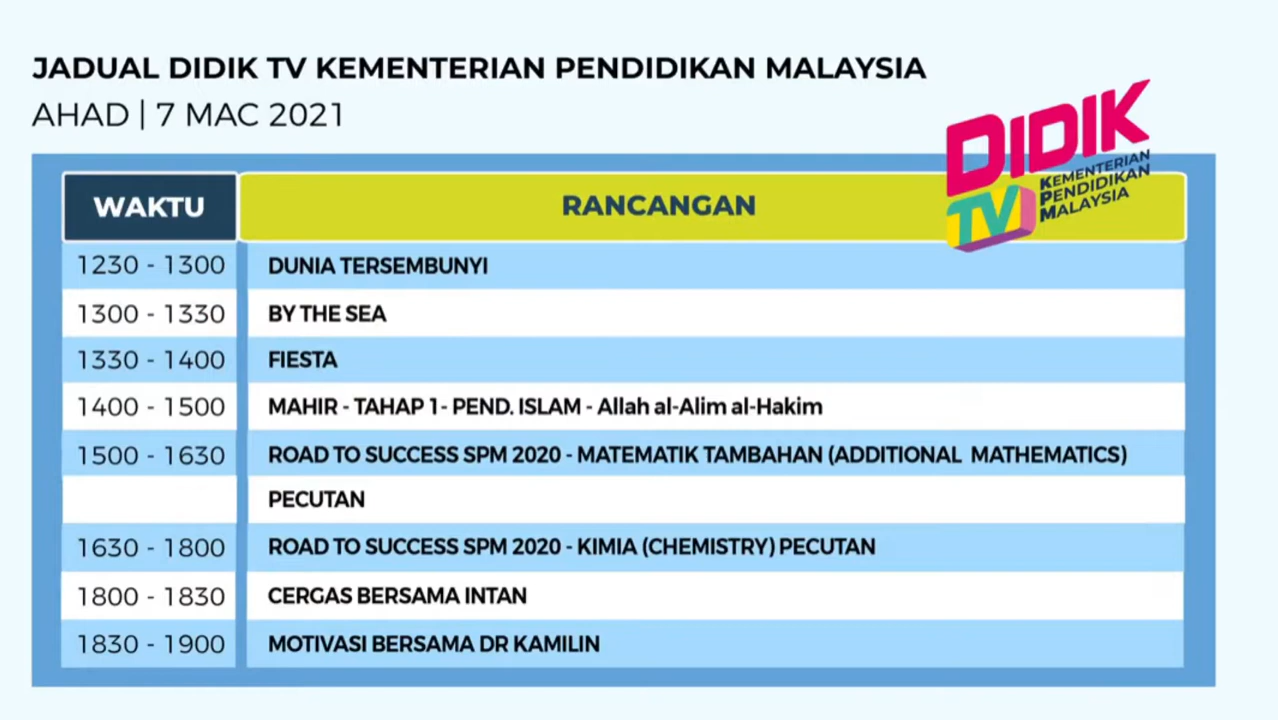 JADUAL DIDIK TV KEMENTERIAN PENDIDIKAN MALAYSIA
AHAD | 7 MAC 2021
DIDIK
TV KEMENTERIAN
PENDIDIKAN
MALAYSIA
WAKTU RANCANGAN
1230 - 1300 DUNIA TERSEMBUNYI
1300 - 1330 BY THE SEA
1330 - 1400 FIESTA
1400 - 1500 MAHIR - TAHAP 1 - PEND. ISLAM - Allah al-Alim al-Hakim
1500 - 1630 ROAD TO SUCCESS SPM 2020 - MATEMATIK TAMBAHAN (ADDITIONAL MATHEMATICS)
PECUTAN
1630 - 1800 ROAD TO SUCCESS SPM 2020 - KIMIA (CHEMISTRY) PECUTAN
1800 - 1830 CERGAS BERSAMA INTAN
1830 - 1900 MOTIVASI BERSAMA DR KAMILIN